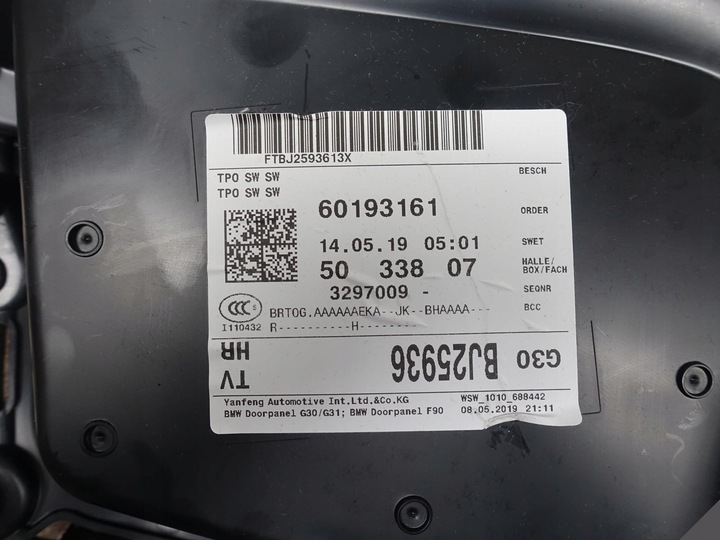 FTBJ2593613X
TPO SW SW BESCH
TPO SW SW
60193161 ORDER
14.05.19 05:01 SWET
50 338 07 HALLE/
BOX/FACH
3297009 - SEQNR
CCC S
I110432
BRTOG.AAAAAAEKA--JK--BHAAAA--- BCC
R----------H--------
TV
HR
BJ25936
G30
Yanfeng Automotive Int.Ltd.&Co.KG WSW_1010_688442
BMW Doorpanel G30/G31; BMW Doorpanel F90 08.05.2019 21:11